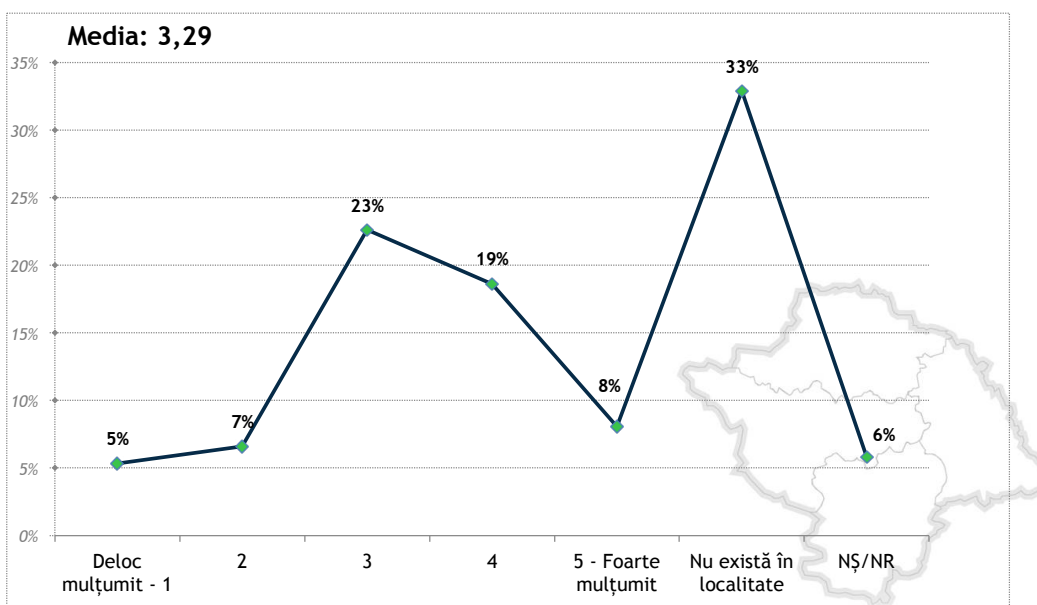 Media: 3,29
35%
30%
25%
20%
15%
10%
5%
0%
5%
7%
23%
19%
8%
33%
6%
Deloc
mulțumit - 1
2
3
4
5 - Foarte
mulțumit
Nu există în
localitate
NȘ/NR